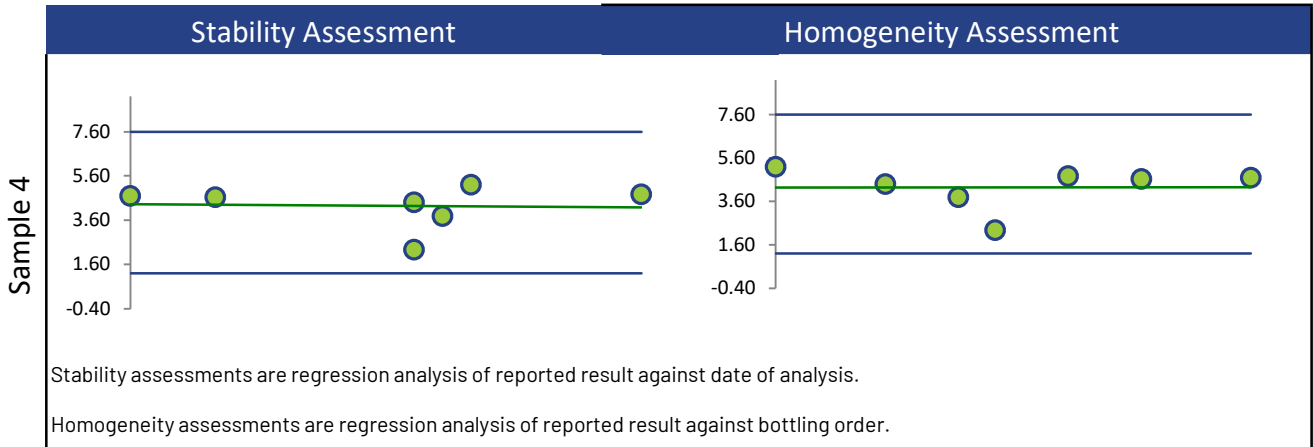 Stability Assessment
Homogeneity Assessment
Sample 4
7.60
5.60
3.60
1.60
-0.40
7.60
5.60
3.60
1.60
-0.40
Stability assessments are regression analysis of reported result against date of analysis.
Homogeneity assessments are regression analysis of reported result against bottling order.